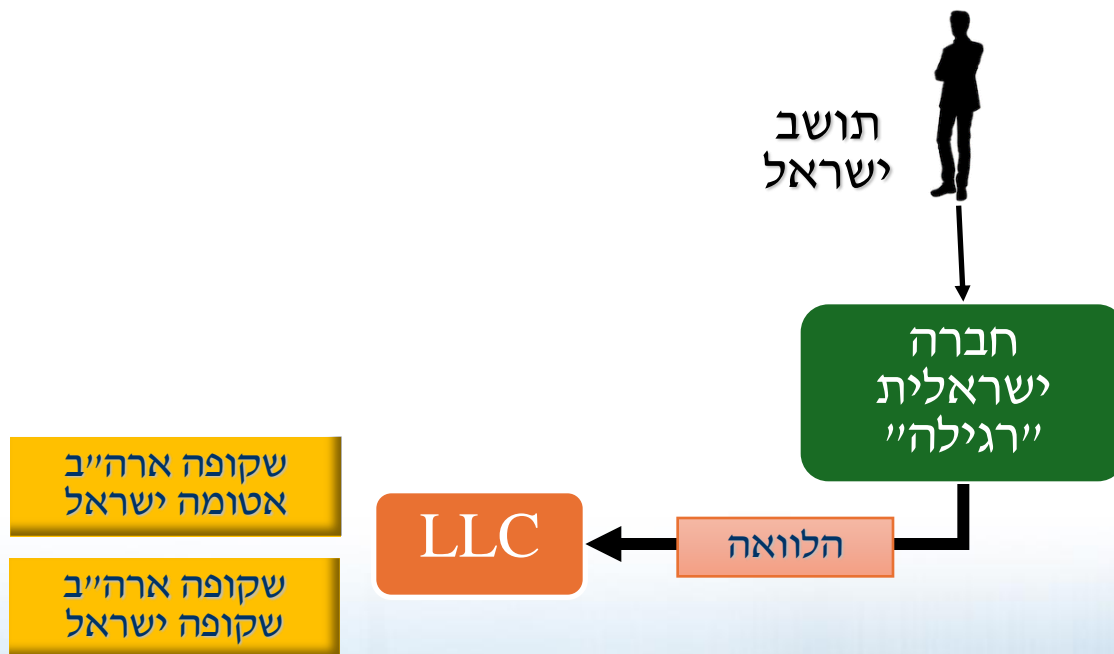 תושב
ישראל
חברה
ישראלית
״רגילה״
הלוואה
LLC
שקופה ארה״ב
אטומה ישראל
שקופה ארה״ב
שקופה ישראל